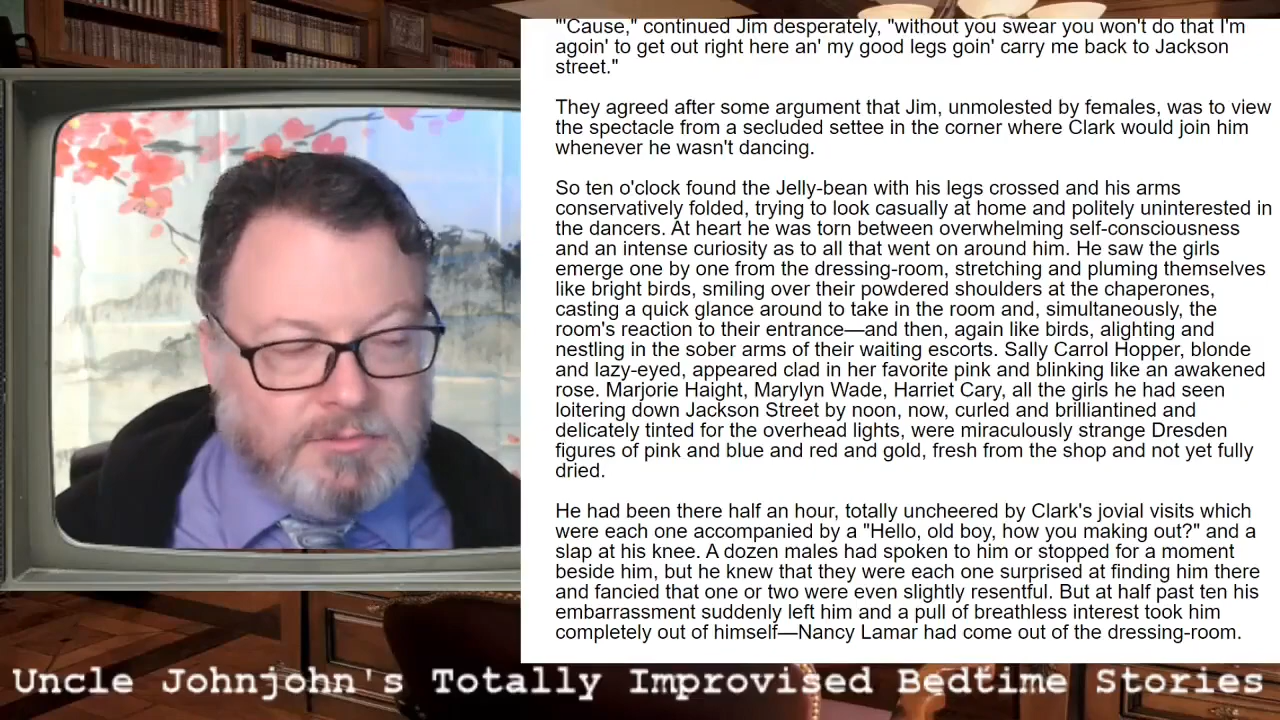 "'Cause," continued Jim desperately, "without you swear you won't do that I'm
agoin' to get out right here an' my good legs goin' carry me back to Jackson
street."
They agreed after some argument that Jim, unmolested by females, was to view
the spectacle from a secluded settee in the corner where Clark would join him
whenever he wasn't dancing.
So ten o'clock found the Jelly-bean with his legs crossed and his arms
conservatively folded, trying to look casually at home and politely uninterested in
the dancers. At heart he was torn between overwhelming self-consciousness
and an intense curiosity as to all that went on around him. He saw the girls
emerge one by one from the dressing-room, stretching and pluming themselves
like bright birds, smiling over their powdered shoulders at the chaperones,
casting a quick glance around to take in the room and, simultaneously, the
room's reaction to their entrance—and then, again like birds, alighting and
nestling in the sober arms of their waiting escorts. Sally Carrol Hopper, blonde
and lazy-eyed, appeared clad in her favorite pink and blinking like an awakened
rose. Marjorie Haight, Marylyn Wade, Harriet Cary, all the girls he had seen
loitering down Jackson Street by noon, now, curled and brilliantined and
delicately tinted for the overhead lights, were miraculously strange Dresden
figures of pink and blue and red and gold, fresh from the shop and not yet fully
dried.
He had been there half an hour, totally uncheered by Clark's jovial visits which
were each one accompanied by a "Hello, old boy, how you making out?" and a
slap at his knee. A dozen males had spoken to him or stopped for a moment
beside him, but he knew that they were each one surprised at finding him there
and fancied that one or two were even slightly resentful. But at half past ten his
embarrassment suddenly left him and a pull of breathless interest took him
completely out of himself—Nancy Lamar had come out of the dressing-room.
Uncle Johnjohn's Totally Improvised Bedtime Stories